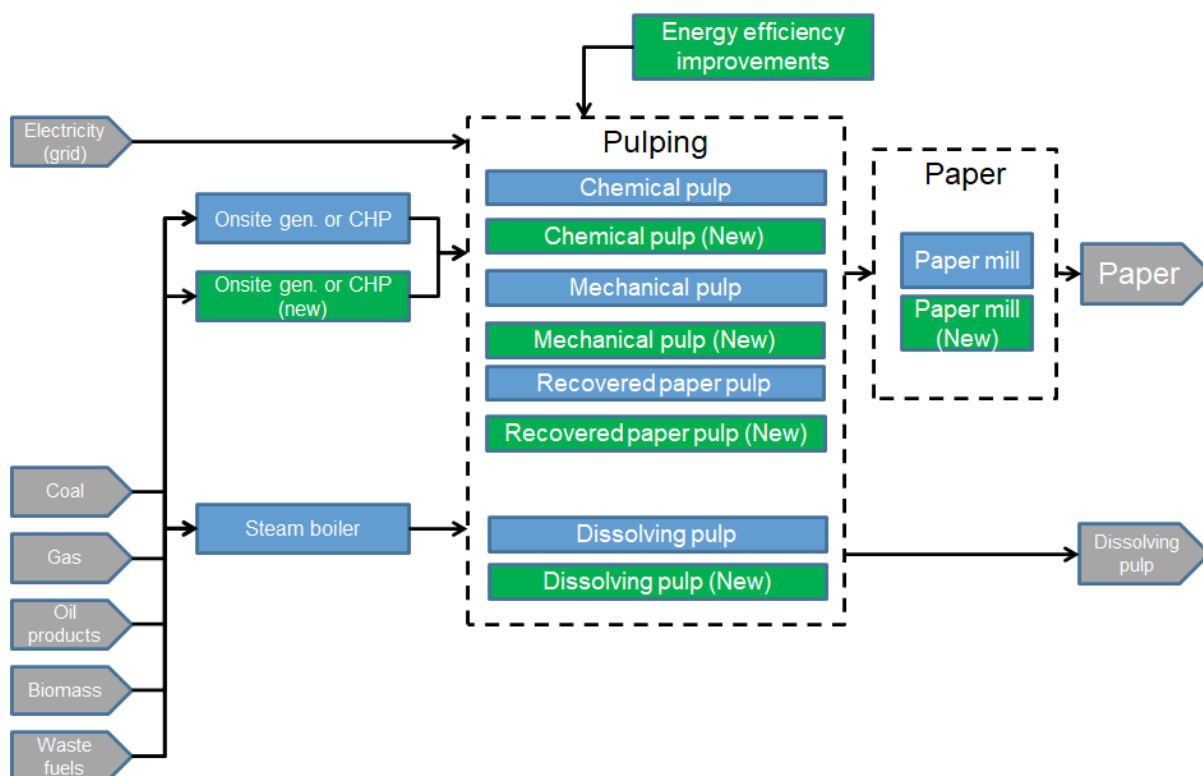 Energy efficiency
improvements
Electricity
(grid)
Pulping
Chemical pulp
Paper
Onsite gen. or CHP
Chemical pulp (New)
Paper mill
Paper
Mechanical pulp
Onsite gen. or CHP
(new)
Paper mill
(New)
Mechanical pulp (New)
Recovered paper pulp
Recovered paper pulp (New)
Coal
Steam boiler
Dissolving pulp
Dissolving
pulp
Gas
Dissolving pulp (New)
Oil
products
Biomass
Waste
fuels